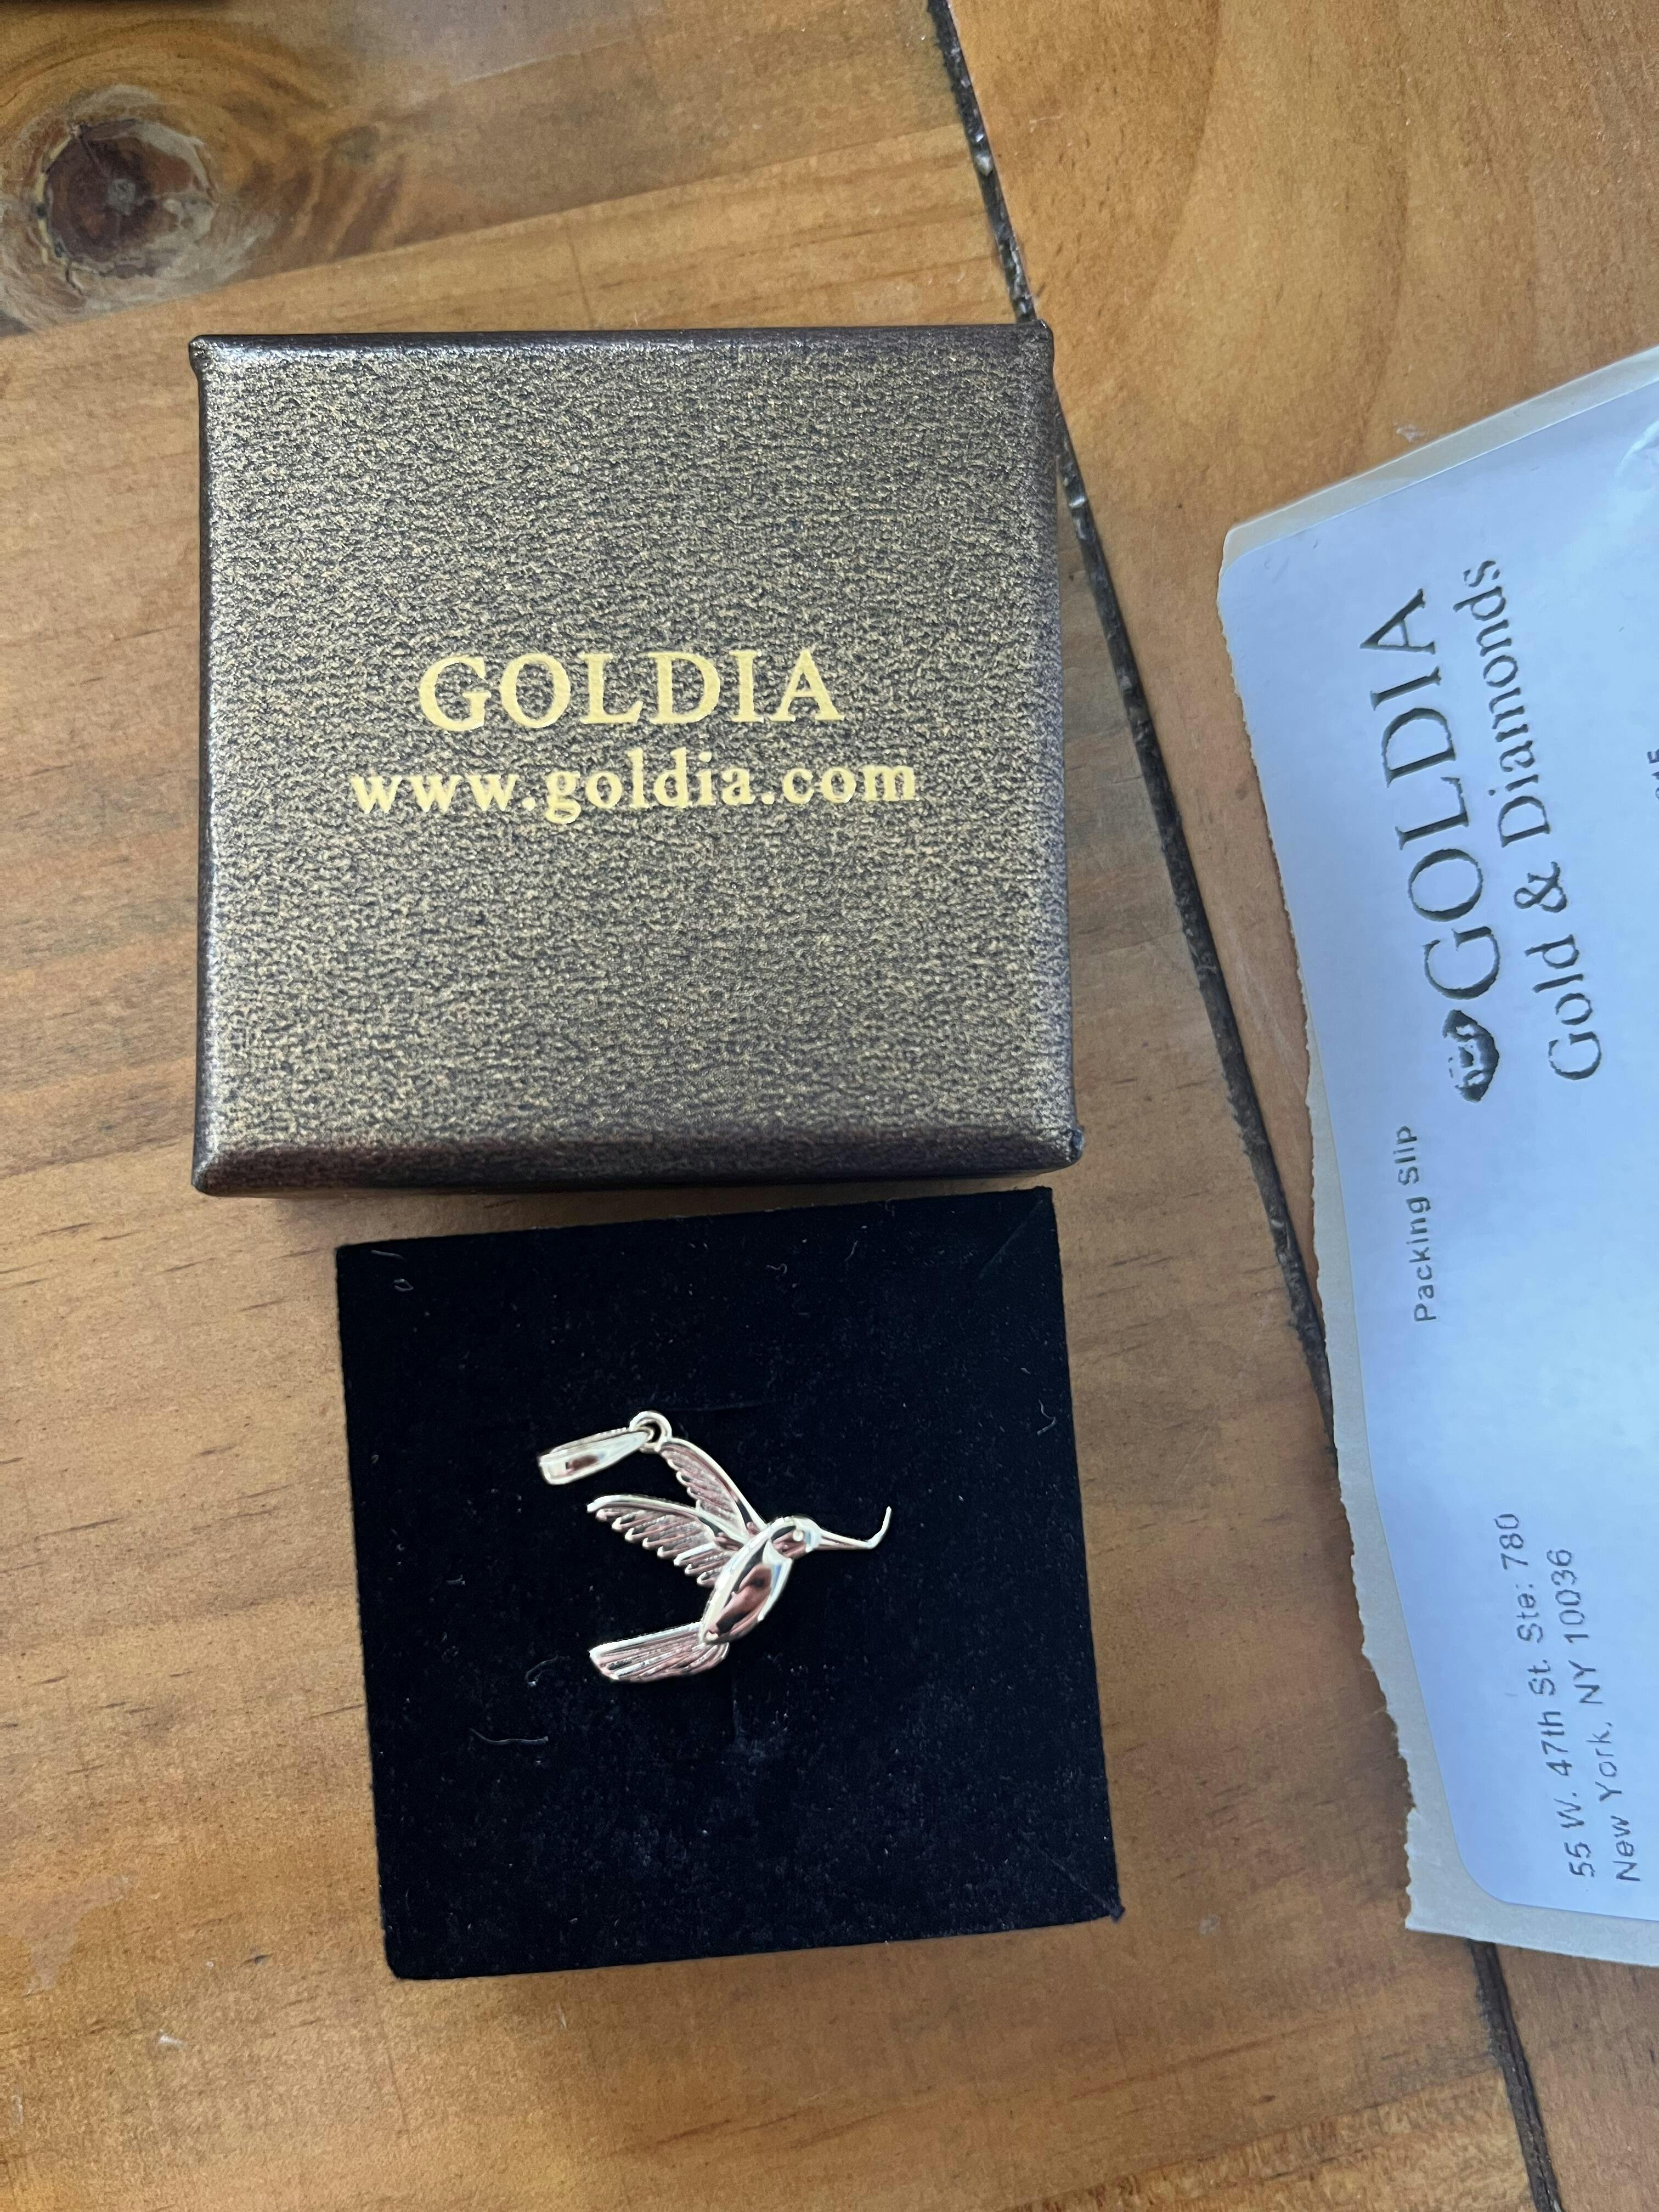 GOLDIA
www.goldia.com
Packing Slip
GOLDIA
Gold & Diamonds
55 W. 47th St. Ste: 780
New York, NY 10036